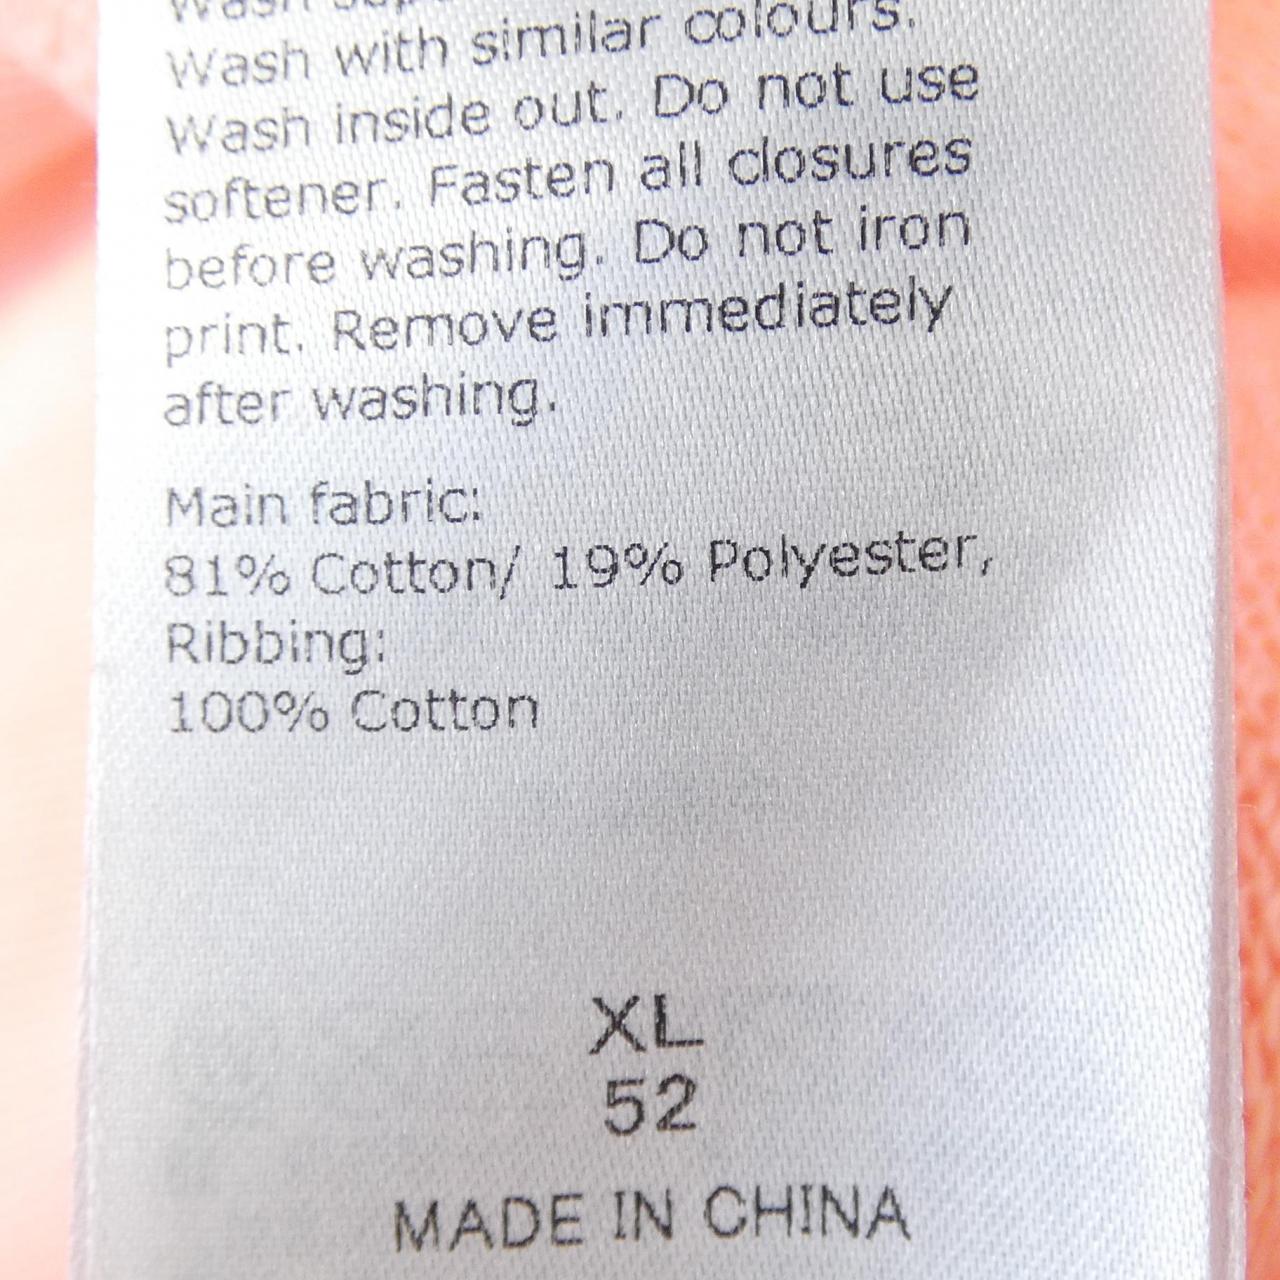 Wash
Wash with similar colours.
Wash inside out. Do not use
softener. Fasten all closures
before washing. Do not iron
print. Remove immediately
after washing.
Main fabric:
81% Cotton/ 19% Polyester,
Ribbing:
100% Cotton
XL
52
MADE IN CHINA